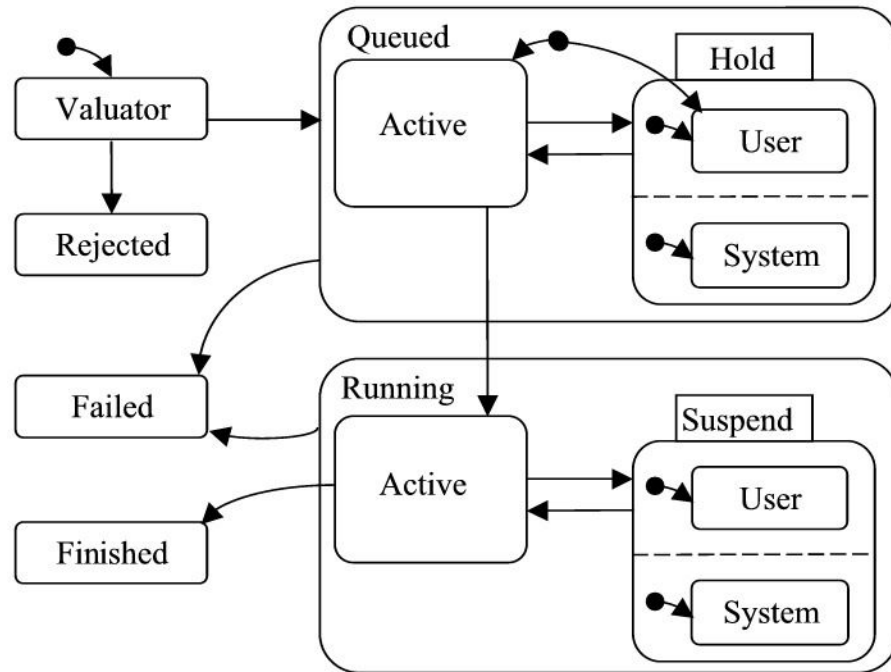 Queued
Hold
Valuator
Active
User
Rejected
System
Running
Failed
Suspend
Active
User
Finished
System